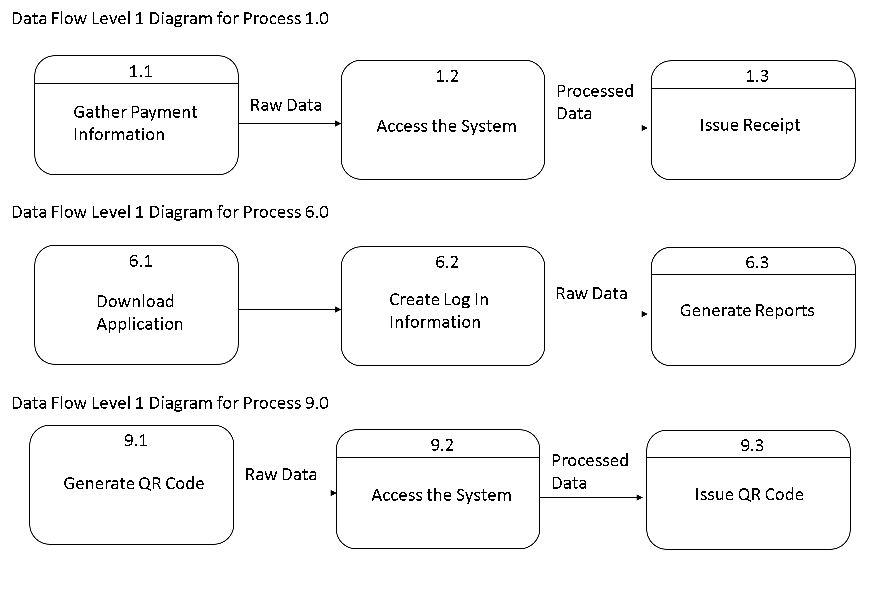 Data Flow Level 1 Diagram for Process 1.0
1.1
Gather Payment
Information
Raw Data
1.2
Access the System
Processed
Data
1.3
Issue Receipt
Data Flow Level 1 Diagram for Process 6.0
6.1
Download
Application
6.2
Create Log In
Information
Raw Data
6.3
Generate Reports
Data Flow Level 1 Diagram for Process 9.0
9.1
Generate QR Code
Raw Data
9.2
Access the System
Processed
Data
9.3
Issue QR Code